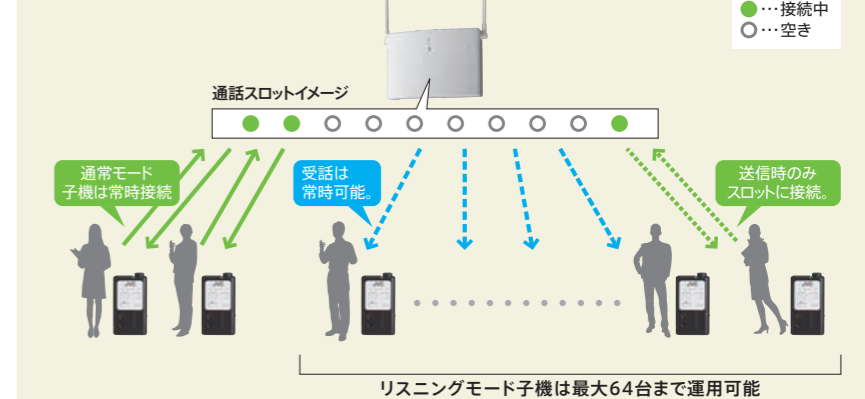 ●…接続中
○…空き
通話スロットイメージ
通常モード
子機は常時接続
受話は
常時可能。
送信時のみ
スロットに接続。
リスニングモード子機は最大64台まで運用可能